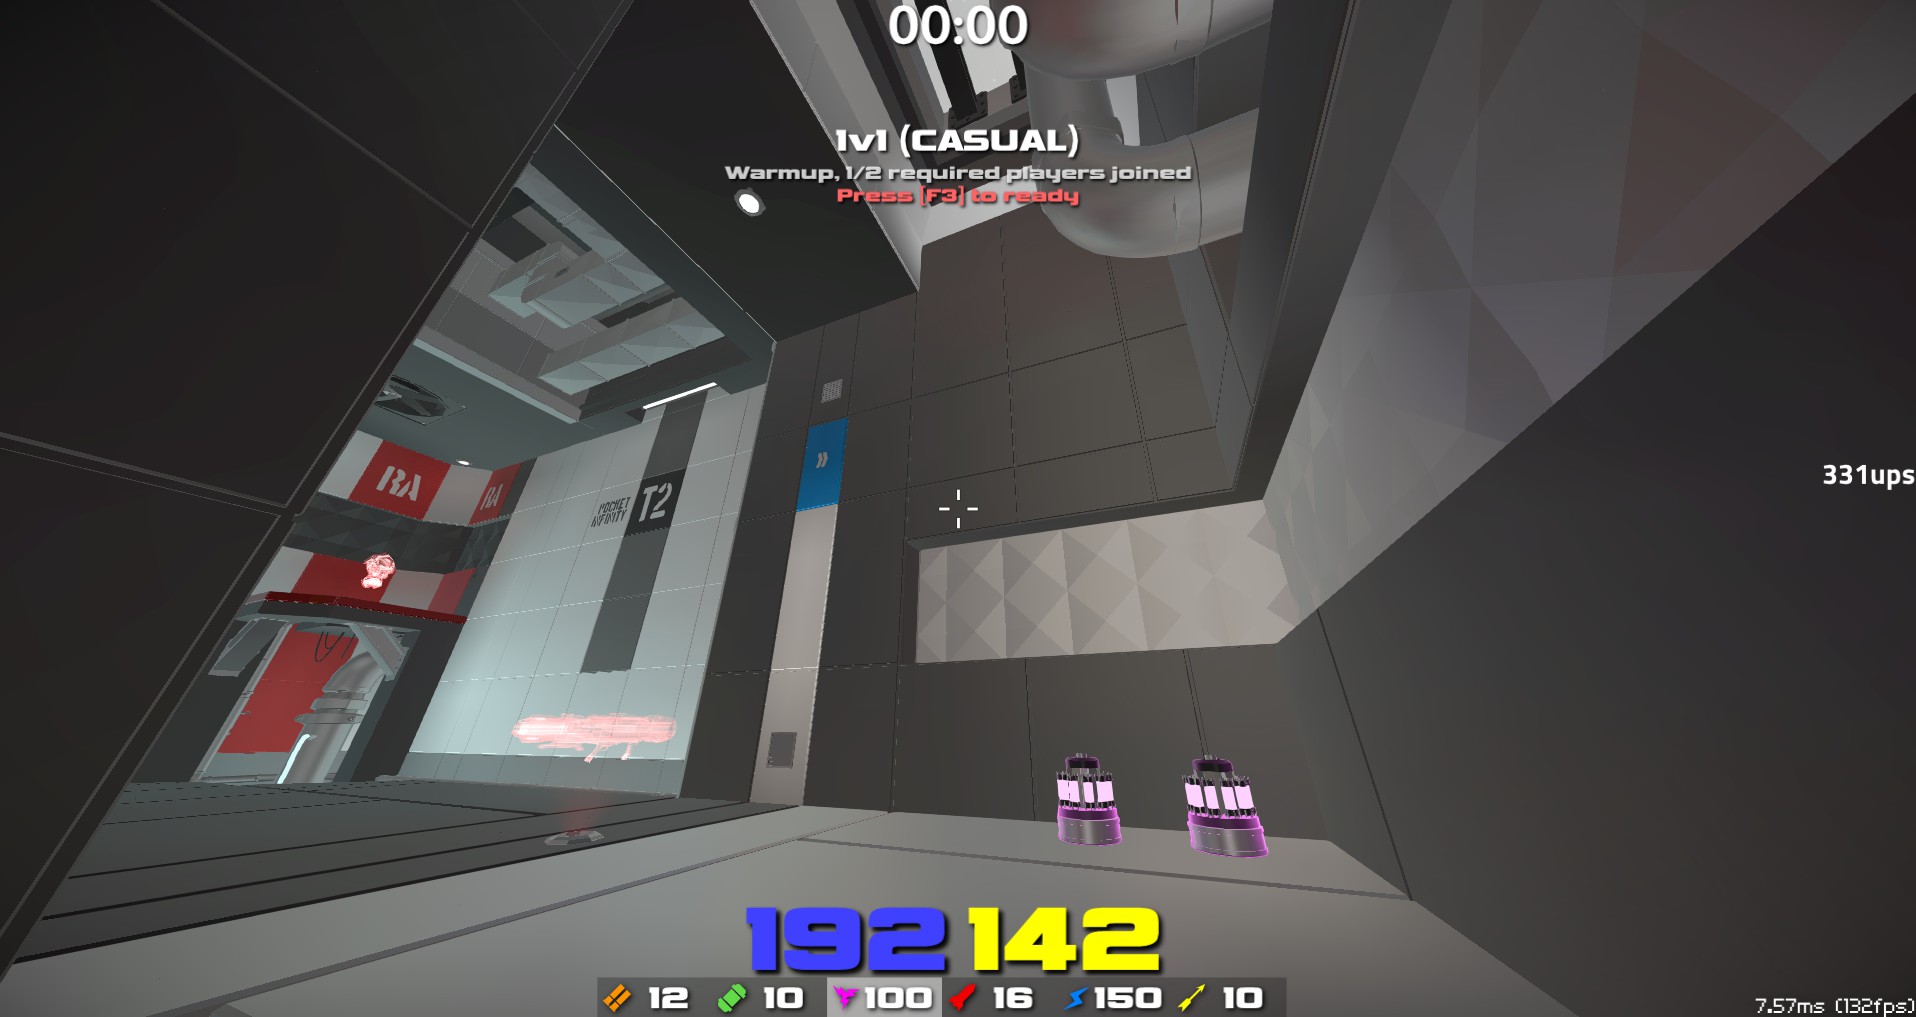 00:00
1v1 (CASUAL)
Warmup, 1/2 required players joined
Press [F3] to ready
»
331ups
RA
RA
POCKET
INFINITY
T2
192 142
12 10 100 16 150 10
7.57ms (132fps)